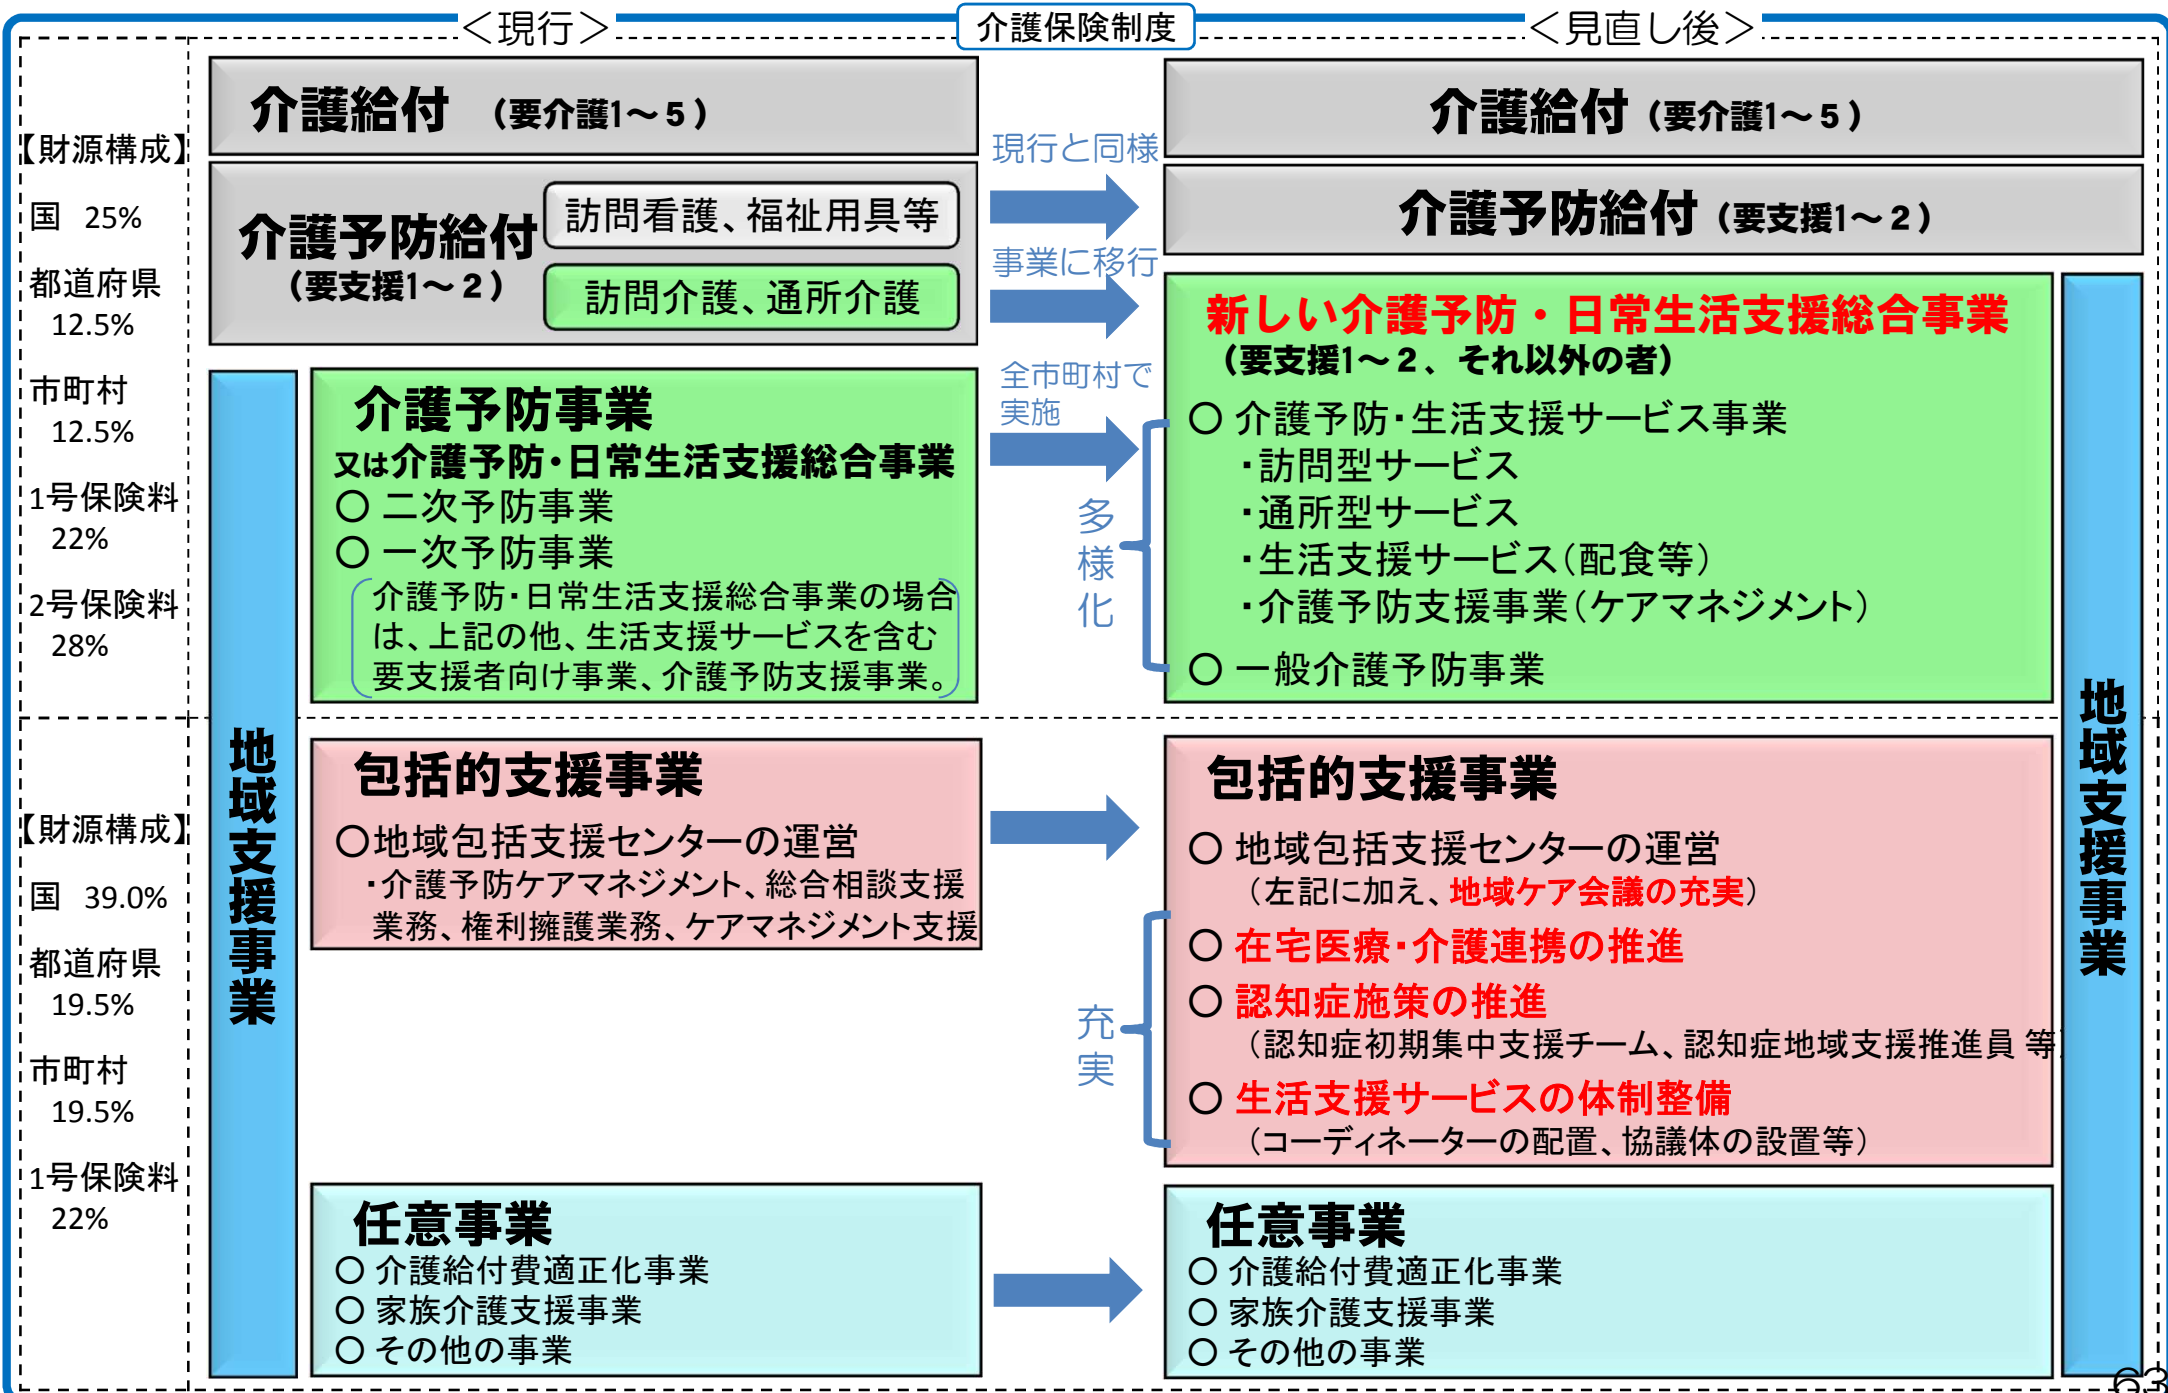 ＜現行＞
介護保険制度
＜見直し後＞
【財源構成】
国 25%
都道府県
12.5%
市町村
12.5%
1号保険料
22%
2号保険料
28%
【財源構成】
国 39.0%
都道府県
19.5%
市町村
19.5%
1号保険料
22%
介護給付 （要介護1～5）
介護予防給付
（要支援1～2）
訪問看護、福祉用具等
訪問介護、通所介護
地域支援事業
介護予防事業
又は介護予防・日常生活支援総合事業
○ 二次予防事業
○ 一次予防事業
介護予防・日常生活支援総合事業の場合
は、上記の他、生活支援サービスを含む
要支援者向け事業、介護予防支援事業。
包括的支援事業
○地域包括支援センターの運営
・介護予防ケアマネジメント、総合相談支援
業務、権利擁護業務、ケアマネジメント支援
任意事業
○ 介護給付費適正化事業
○ 家族介護支援事業
○ その他の事業
現行と同様
事業に移行
全市町村で
実施
多様化
充実
介護給付（要介護1～5）
介護予防給付（要支援1～2）
新しい介護予防・日常生活支援総合事業
（要支援1～2、それ以外の者）
○ 介護予防・生活支援サービス事業
・訪問型サービス
・通所型サービス
・生活支援サービス（配食等）
・介護予防支援事業（ケアマネジメント）
○ 一般介護予防事業
包括的支援事業
○ 地域包括支援センターの運営
（左記に加え、地域ケア会議の充実）
○ 在宅医療・介護連携の推進
○ 認知症施策の推進
（認知症初期集中支援チーム、認知症地域支援推進員 等）
○ 生活支援サービスの体制整備
（コーディネーターの配置、協議体の設置等）
任意事業
○ 介護給付費適正化事業
○ 家族介護支援事業
○ その他の事業
地域支援事業
63